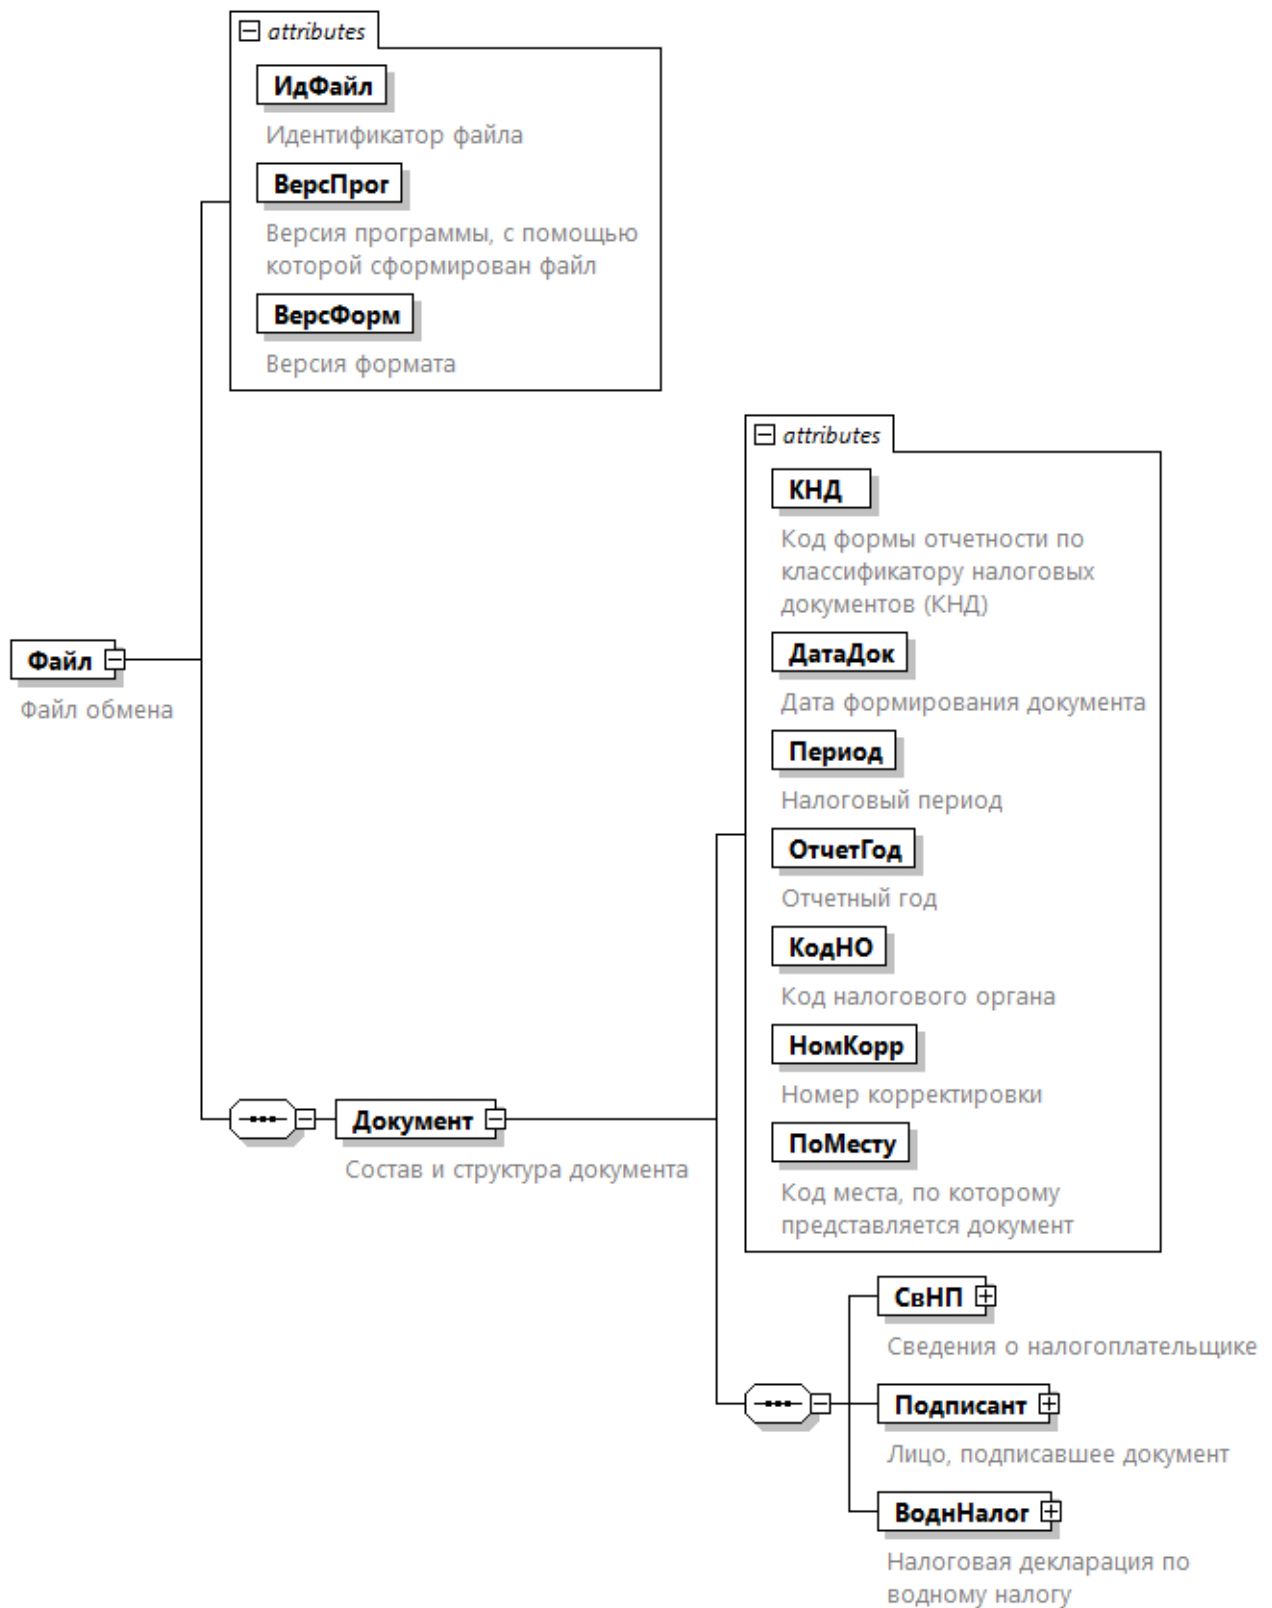 attributes
ИдФайл
Идентификатор файла
ВерсПрог
Версия программы, с помощью
которой сформирован файл
ВерсФорм
Версия формата
attributes
КНД
Код формы отчетности по
классификатору налоговых
документов (КНД)
ДатаДок
Дата формирования документа
Период
Налоговый период
ОтчетГод
Отчетный год
КодНО
Код налогового органа
НомКорр
Номер корректировки
ПоМесту
Код места, по которому
представляется документ
Файл
Файл обмена
Документ
Состав и структура документа
СвНП
Сведения о налогоплательщике
Подписант
Лицо, подписавшее документ
ВоднНалог
Налоговая декларация по
водному налогу